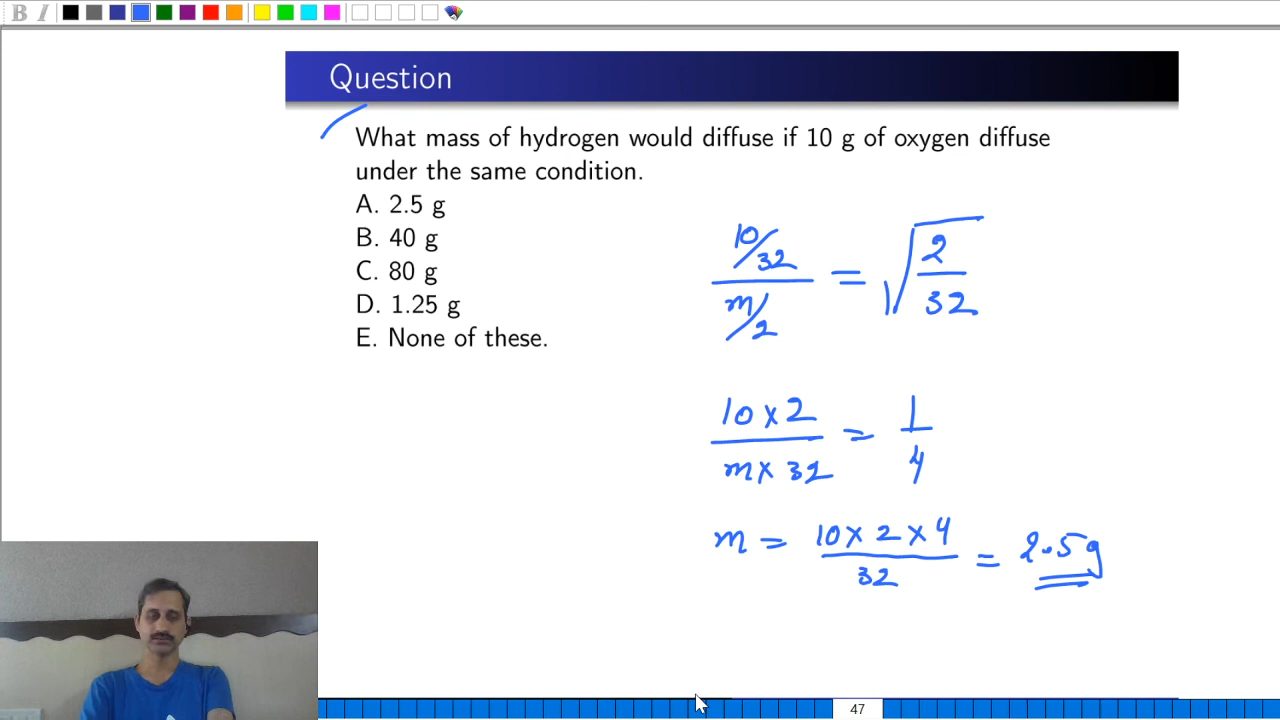 B I
Question
What mass of hydrogen would diffuse if 10 g of oxygen diffuse
under the same condition.
A. 2.5 g
B. 40 g
C. 80 g
D. 1.25 g
E. None of these.
(10/32)/(m/2) = √(2/32)
(10 × 2)/(m × 32) = 1/4
m = (10 × 2 × 4)/32 = 2.5 g
47